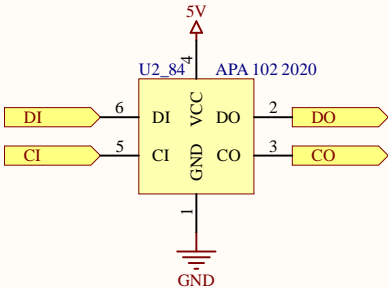 5V
4
U2_84 APA 102 2020
DI 6 DI VCC DO 2 DO
CI 5 CI GND CO 3 CO
1
GND